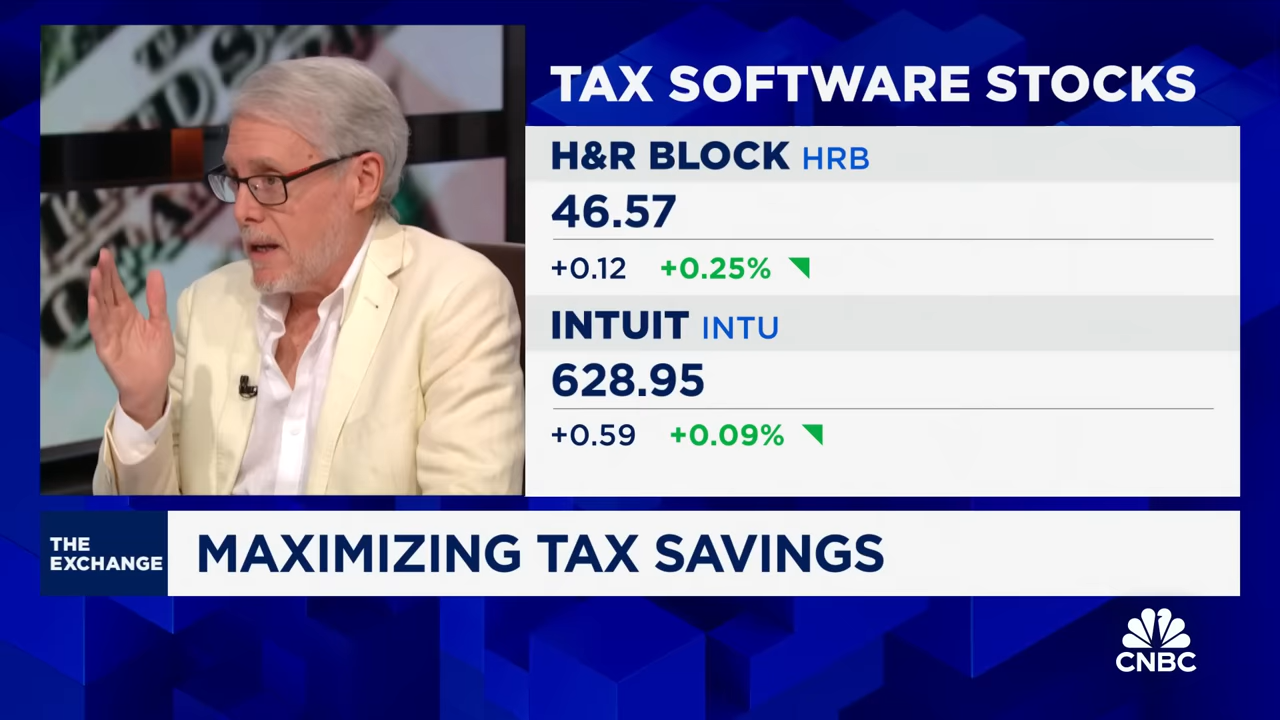 TAX SOFTWARE STOCKS
H&R BLOCK HRB
46.57
+0.12 +0.25%
INTUIT INTU
628.95
+0.59 +0.09%
THE
EXCHANGE
MAXIMIZING TAX SAVINGS
CNBC